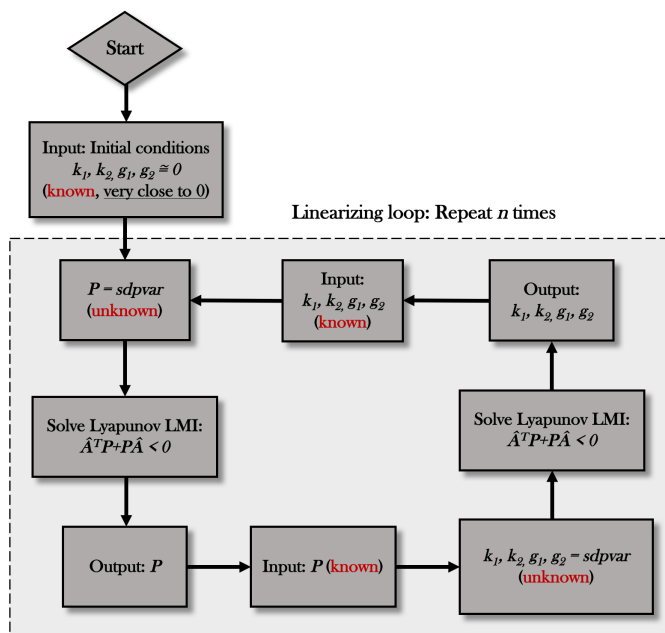 Start
Input: Initial conditions
k₁, k₂, g₁, g₂ ≅ 0
(known, very close to 0)
Linearizing loop: Repeat n times
P = sdpvar
(unknown)
Input:
k₁, k₂, g₁, g₂
(known)
Output:
k₁, k₂, g₁, g₂
Solve Lyapunov LMI:
ÂᵀP+PÂ < 0
Solve Lyapunov LMI:
ÂᵀP+PÂ < 0
Output: P
Input: P (known)
k₁, k₂, g₁, g₂ = sdpvar
(unknown)